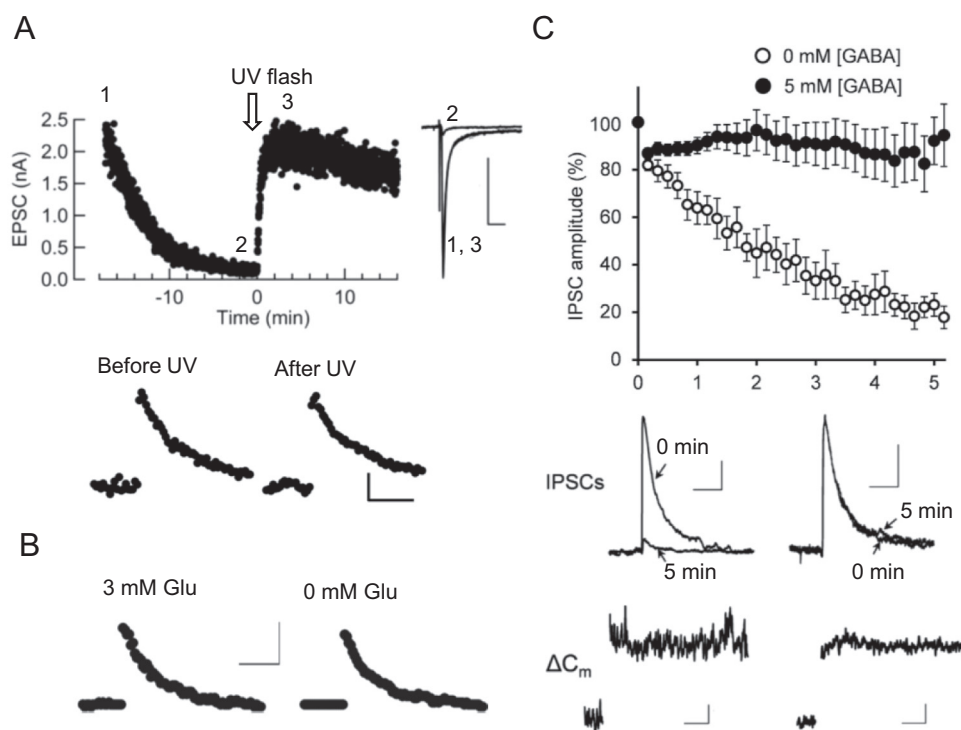 A
UV flash
1
3
2
2.5
2.0
1.5
1.0
0.5
0.0
EPSC (nA)
-10
0
10
Time (min)
2
1, 3
Before UV
After UV
B
3 mM Glu
0 mM Glu
C
0 mM [GABA]
5 mM [GABA]
100
80
60
40
20
0
IPSC amplitude (%)
0
1
2
3
4
5
IPSCs
0 min
5 min
5 min
0 min
ΔCm